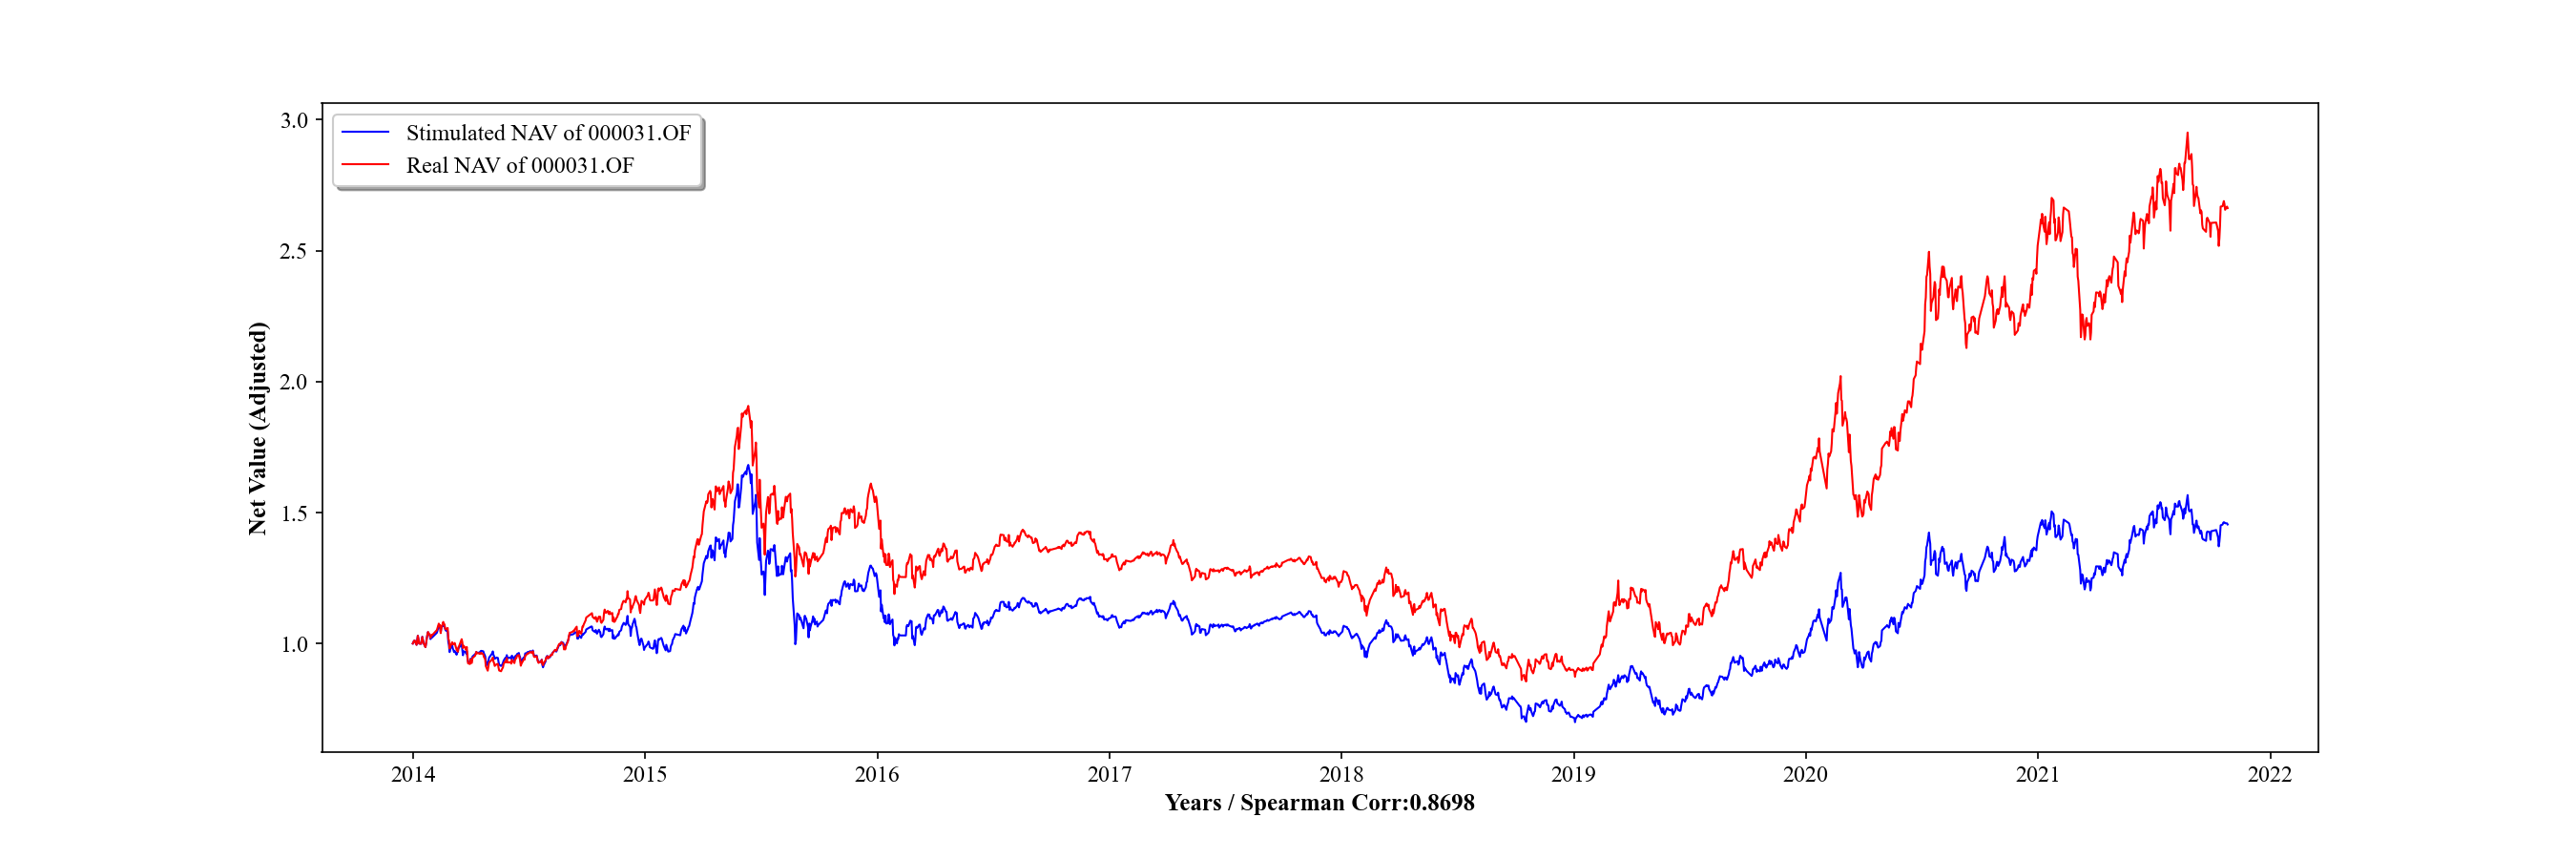 Stimulated NAV of 000031.OF
Real NAV of 000031.OF
3.0
2.5
2.0
1.5
1.0
Net Value (Adjusted)
2014 2015 2016 2017 2018 2019 2020 2021 2022
Years / Spearman Corr:0.8698